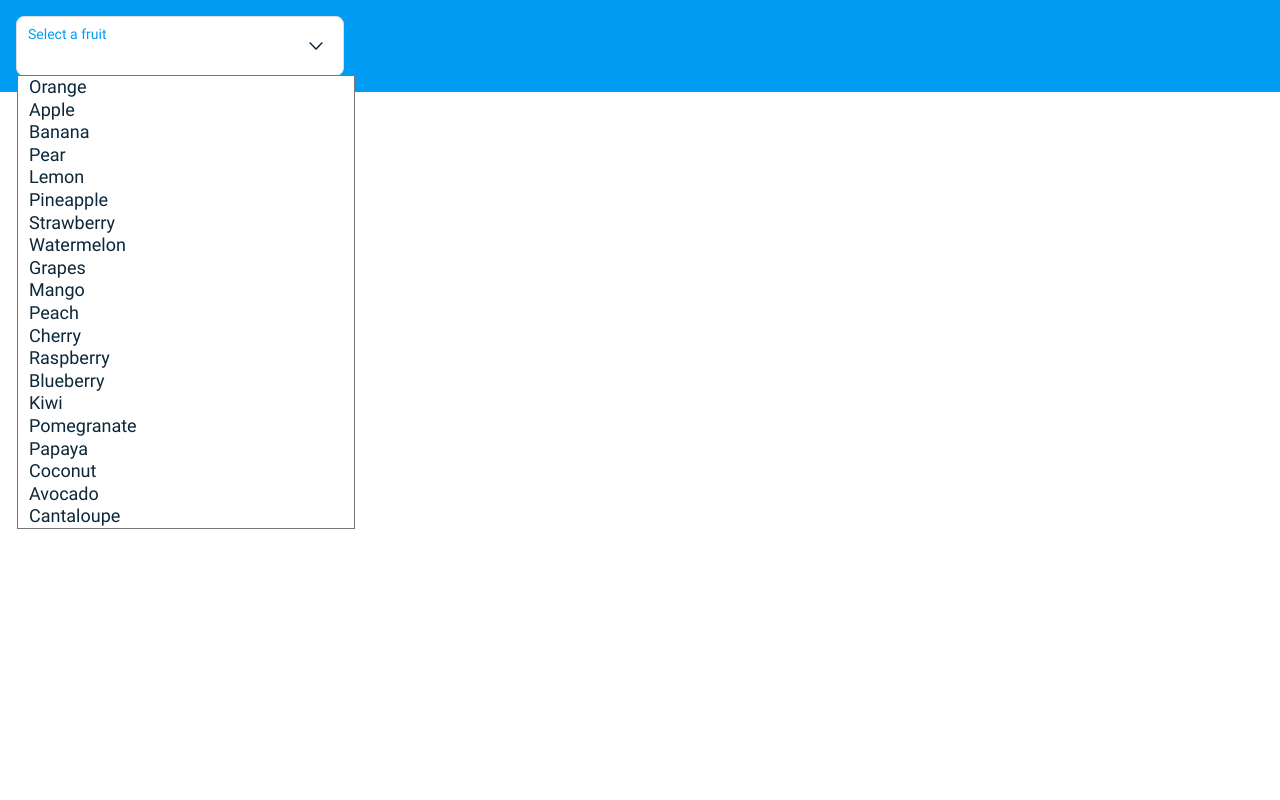 Select a fruit
Orange
Apple
Banana
Pear
Lemon
Pineapple
Strawberry
Watermelon
Grapes
Mango
Peach
Cherry
Raspberry
Blueberry
Kiwi
Pomegranate
Papaya
Coconut
Avocado
Cantaloupe